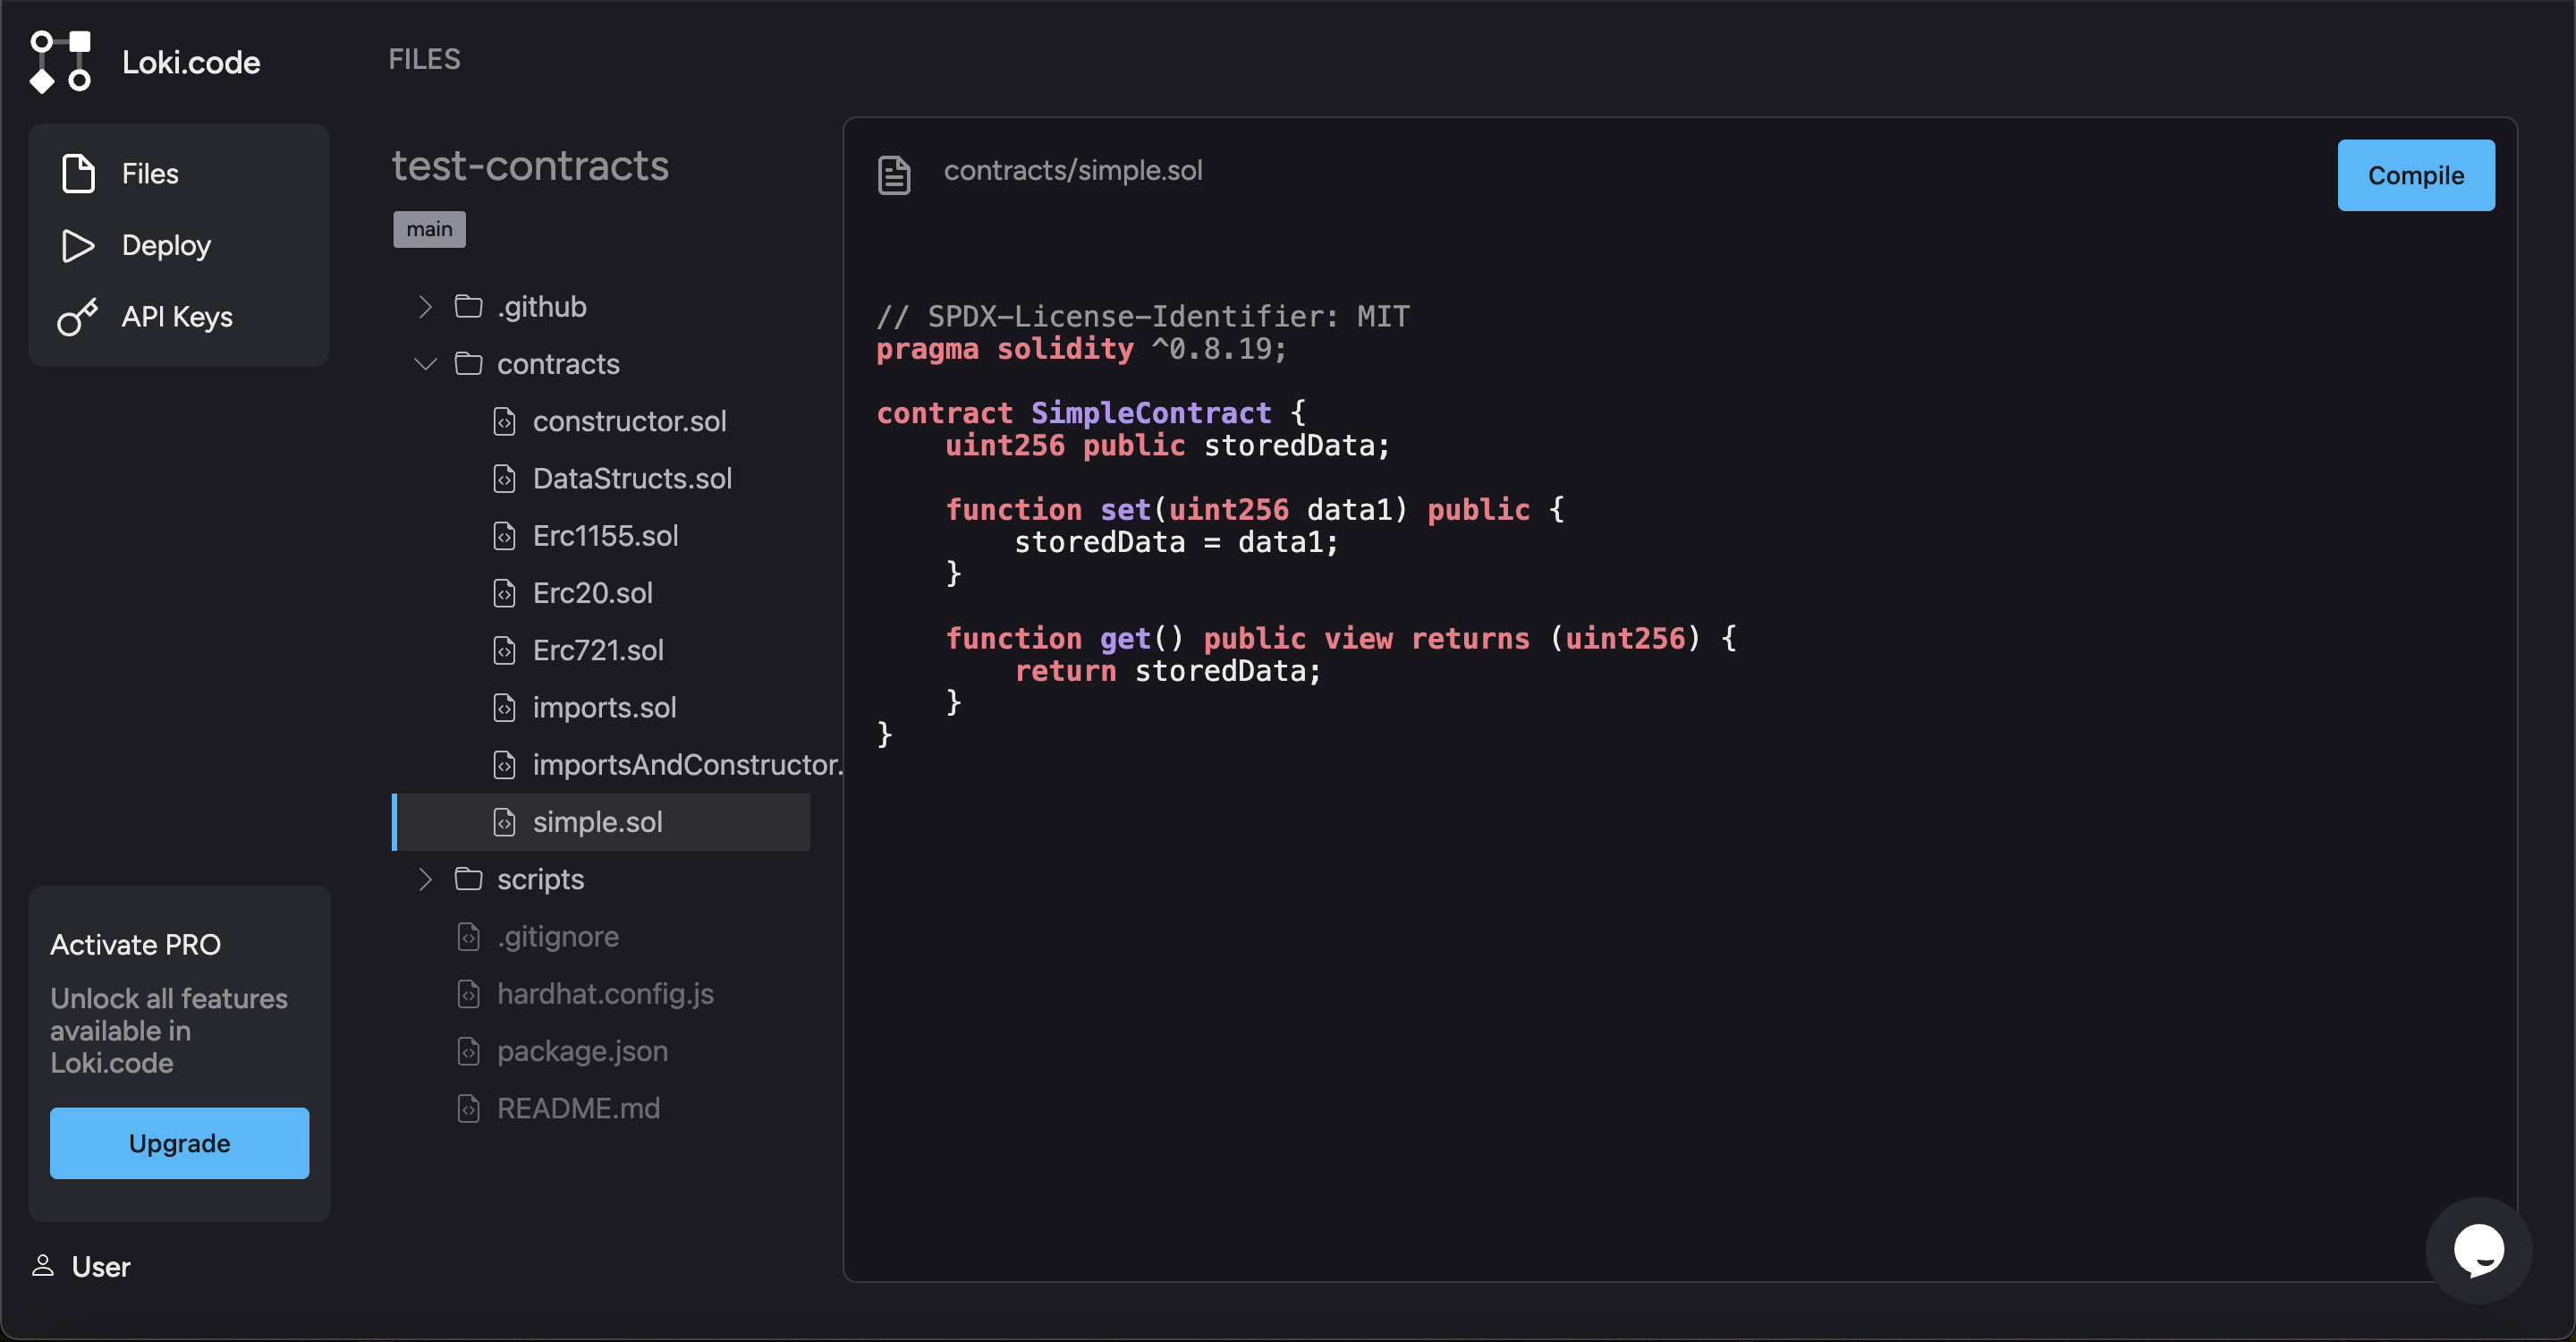 Loki.code
FILES
Files
Deploy
API Keys
test-contracts
main
.github
contracts
constructor.sol
DataStructs.sol
Erc1155.sol
Erc20.sol
Erc721.sol
imports.sol
importsAndConstructor.
simple.sol
scripts
.gitignore
hardhat.config.js
package.json
README.md
contracts/simple.sol
Compile
// SPDX-License-Identifier: MIT
pragma solidity ^0.8.19;
contract SimpleContract {
    uint256 public storedData;
    function set(uint256 data1) public {
        storedData = data1;
    }
    function get() public view returns (uint256) {
        return storedData;
    }
}
Activate PRO
Unlock all features
available in
Loki.code
Upgrade
User